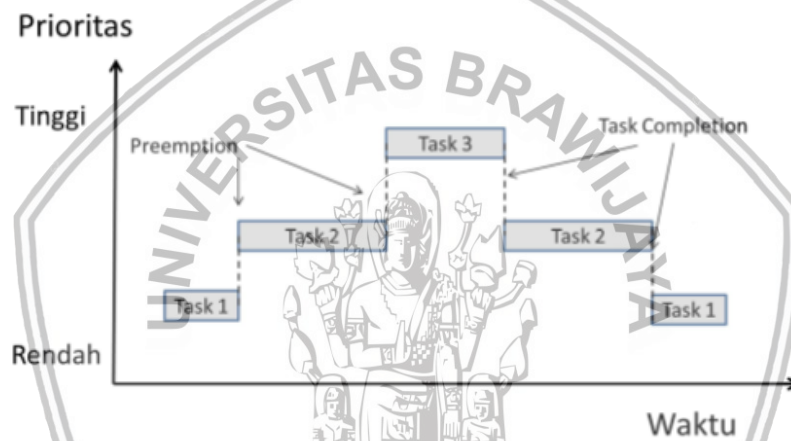 Prioritas
Tinggi
UNIVERSITAS BRAWIJAYA
Preemption
Task 3
Task Completion
Task 2
Task 2
Task 1
Task 1
Rendah
Waktu